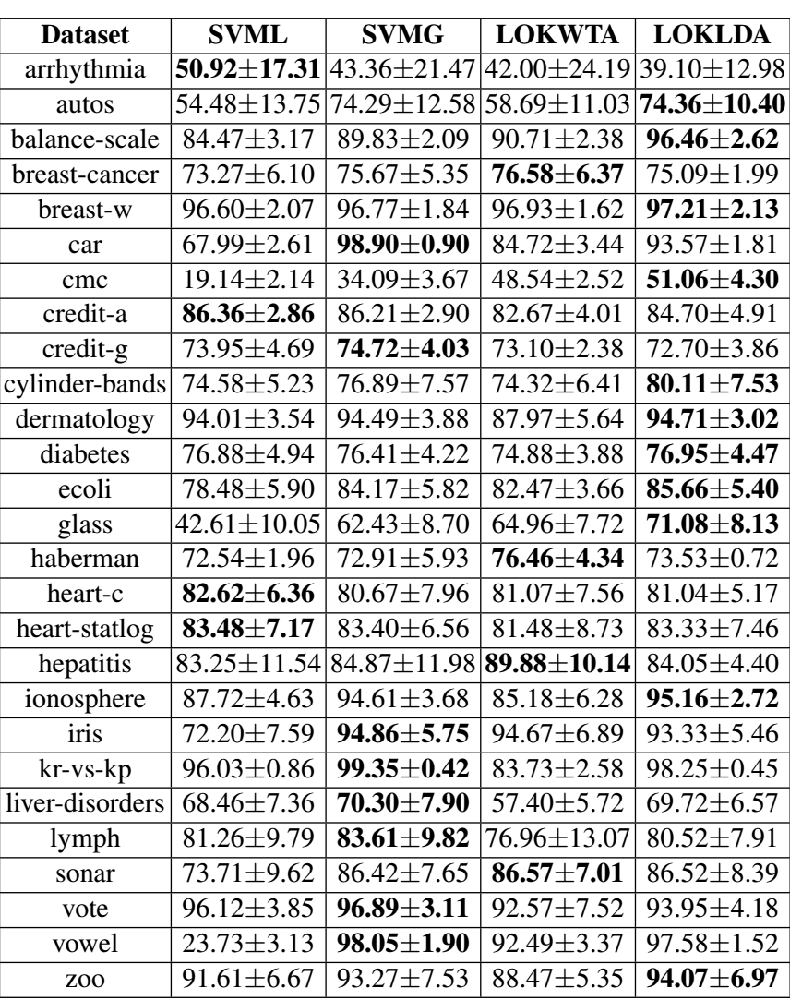 Dataset SVML SVMG LOKWTA LOKLDA
arrhythmia 50.92±17.31 43.36±21.47 42.00±24.19 39.10±12.98
autos 54.48±13.75 74.29±12.58 58.69±11.03 74.36±10.40
balance-scale 84.47±3.17 89.83±2.09 90.71±2.38 96.46±2.62
breast-cancer 73.27±6.10 75.67±5.35 76.58±6.37 75.09±1.99
breast-w 96.60±2.07 96.77±1.84 96.93±1.62 97.21±2.13
car 67.99±2.61 98.90±0.90 84.72±3.44 93.57±1.81
cmc 19.14±2.14 34.09±3.67 48.54±2.52 51.06±4.30
credit-a 86.36±2.86 86.21±2.90 82.67±4.01 84.70±4.91
credit-g 73.95±4.69 74.72±4.03 73.10±2.38 72.70±3.86
cylinder-bands 74.58±5.23 76.89±7.57 74.32±6.41 80.11±7.53
dermatology 94.01±3.54 94.49±3.88 87.97±5.64 94.71±3.02
diabetes 76.88±4.94 76.41±4.22 74.88±3.88 76.95±4.47
ecoli 78.48±5.90 84.17±5.82 82.47±3.66 85.66±5.40
glass 42.61±10.05 62.43±8.70 64.96±7.72 71.08±8.13
haberman 72.54±1.96 72.91±5.93 76.46±4.34 73.53±0.72
heart-c 82.62±6.36 80.67±7.96 81.07±7.56 81.04±5.17
heart-statlog 83.48±7.17 83.40±6.56 81.48±8.73 83.33±7.46
hepatitis 83.25±11.54 84.87±11.98 89.88±10.14 84.05±4.40
ionosphere 87.72±4.63 94.61±3.68 85.18±6.28 95.16±2.72
iris 72.20±7.59 94.86±5.75 94.67±6.89 93.33±5.46
kr-vs-kp 96.03±0.86 99.35±0.42 83.73±2.58 98.25±0.45
liver-disorders 68.46±7.36 70.30±7.90 57.40±5.72 69.72±6.57
lymph 81.26±9.79 83.61±9.82 76.96±13.07 80.52±7.91
sonar 73.71±9.62 86.42±7.65 86.57±7.01 86.52±8.39
vote 96.12±3.85 96.89±3.11 92.57±7.52 93.95±4.18
vowel 23.73±3.13 98.05±1.90 92.49±3.37 97.58±1.52
zoo 91.61±6.67 93.27±7.53 88.47±5.35 94.07±6.97